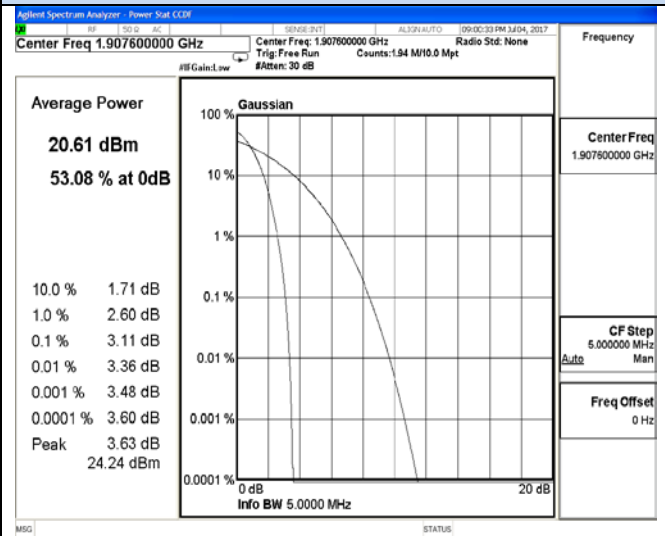 Agilent Spectrum Analyzer - Power Stat CCDF
RF 50 Ω AC SENSE:INT ALIGN AUTO 09:00:33 PM Jul 04, 2017
Center Freq 1.907600000 GHz
Center Freq: 1.907600000 GHz Radio Std: None
Trig: Free Run Counts:1.94 M/10.0 Mpt
#IFGain:Low #Atten: 30 dB
Frequency
Average Power
20.61 dBm
53.08 % at 0dB
10.0 % 1.71 dB
1.0 % 2.60 dB
0.1 % 3.11 dB
0.01 % 3.36 dB
0.001 % 3.48 dB
0.0001 % 3.60 dB
Peak 3.63 dB
24.24 dBm
Gaussian
100 %
10 %
1 %
0.1 %
0.01 %
0.001 %
0.0001 %
0 dB 20 dB
Info BW 5.0000 MHz
Center Freq
1.907600000 GHz
CF Step
5.000000 MHz
Auto Man
Freq Offset
0 Hz
MSG STATUS